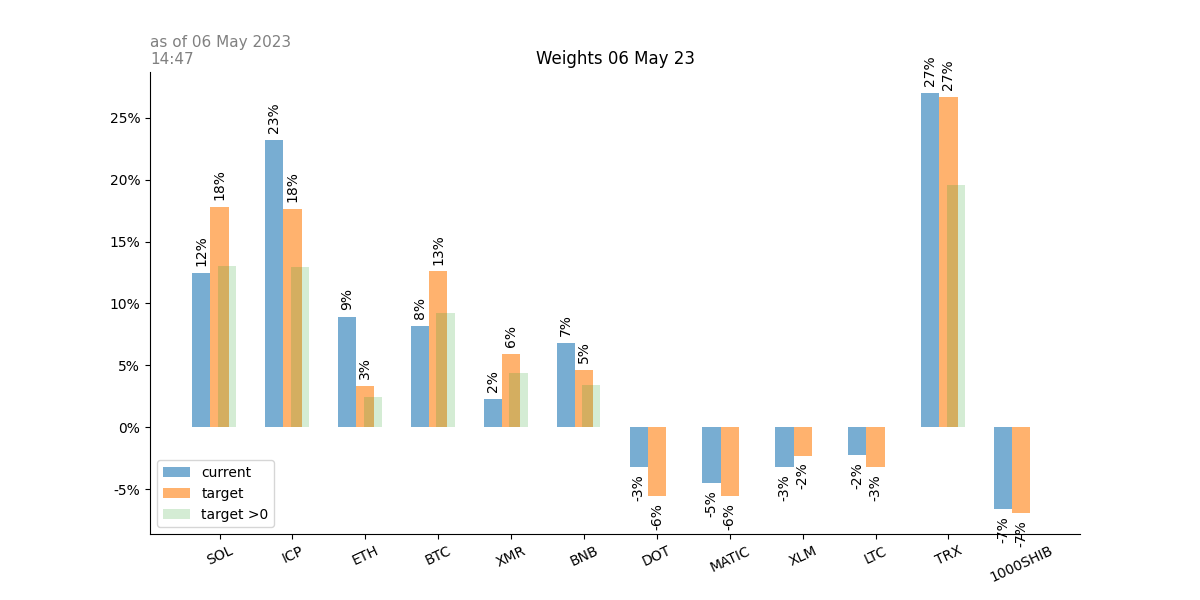 as of 06 May 2023
14:47
Weights 06 May 23
25%
20%
15%
10%
5%
0%
-5%
12%
18%
23%
18%
9%
3%
8%
13%
2%
6%
7%
5%
-3%
-6%
-5%
-6%
-3%
-2%
-2%
-3%
27%
27%
-7%
-7%
current
target
target >0
SOL
ICP
ETH
BTC
XMR
BNB
DOT
MATIC
XLM
LTC
TRX
1000SHIB